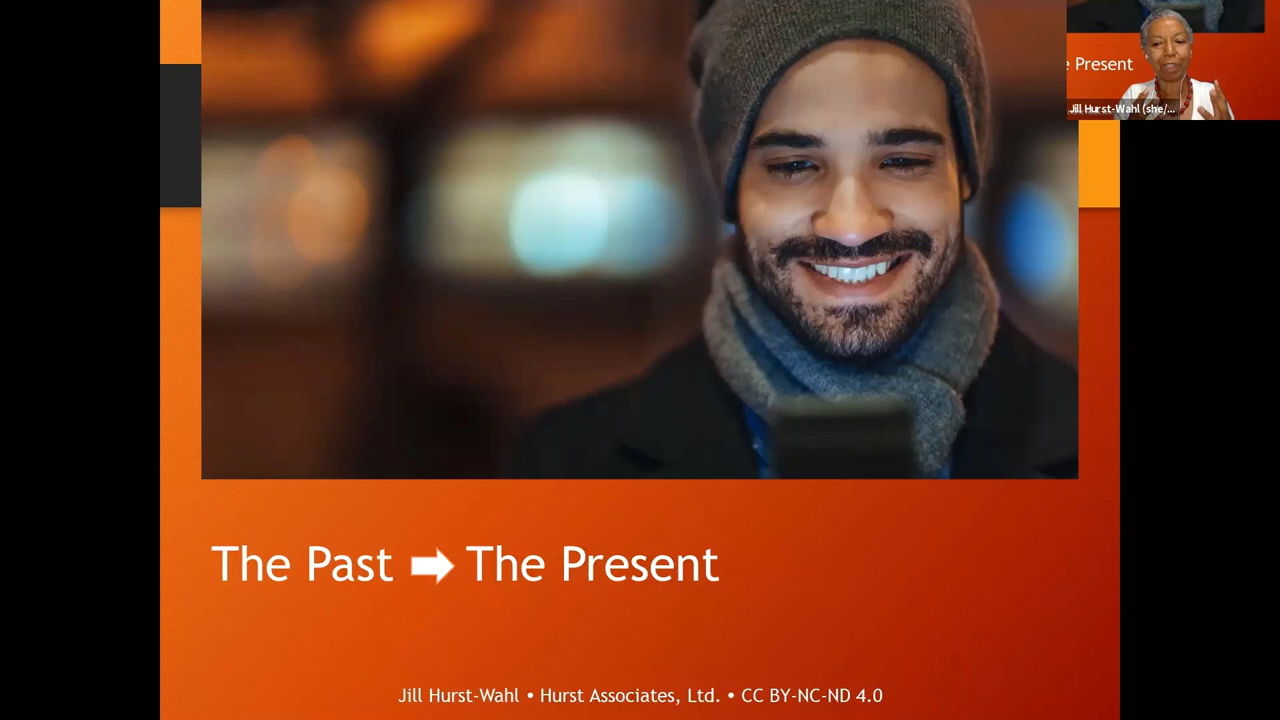 e Present
Jill Hurst-Wahl (she/...
The Past ➡ The Present
Jill Hurst-Wahl • Hurst Associates, Ltd. • CC BY-NC-ND 4.0